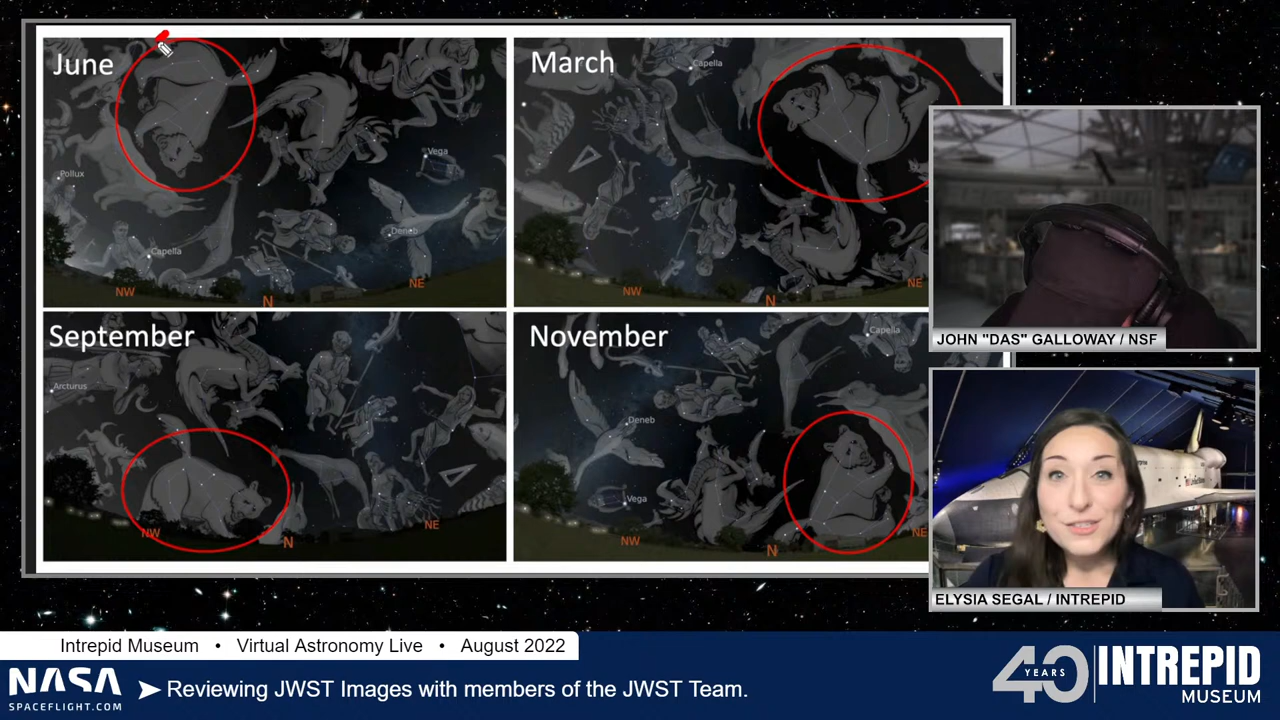 June
Pollux
Capella
Vega
Deneb
NW
N
NE
March
Capella
NW
N
NE
September
Arcturus
NW
N
NE
November
Capella
Deneb
Vega
NW
N
NE
JOHN "DAS" GALLOWAY / NSF
ELYSIA SEGAL / INTREPID
Intrepid Museum • Virtual Astronomy Live • August 2022
NASA
SPACEFLIGHT.COM
Reviewing JWST Images with members of the JWST Team.
40
YEARS
INTREPID
MUSEUM